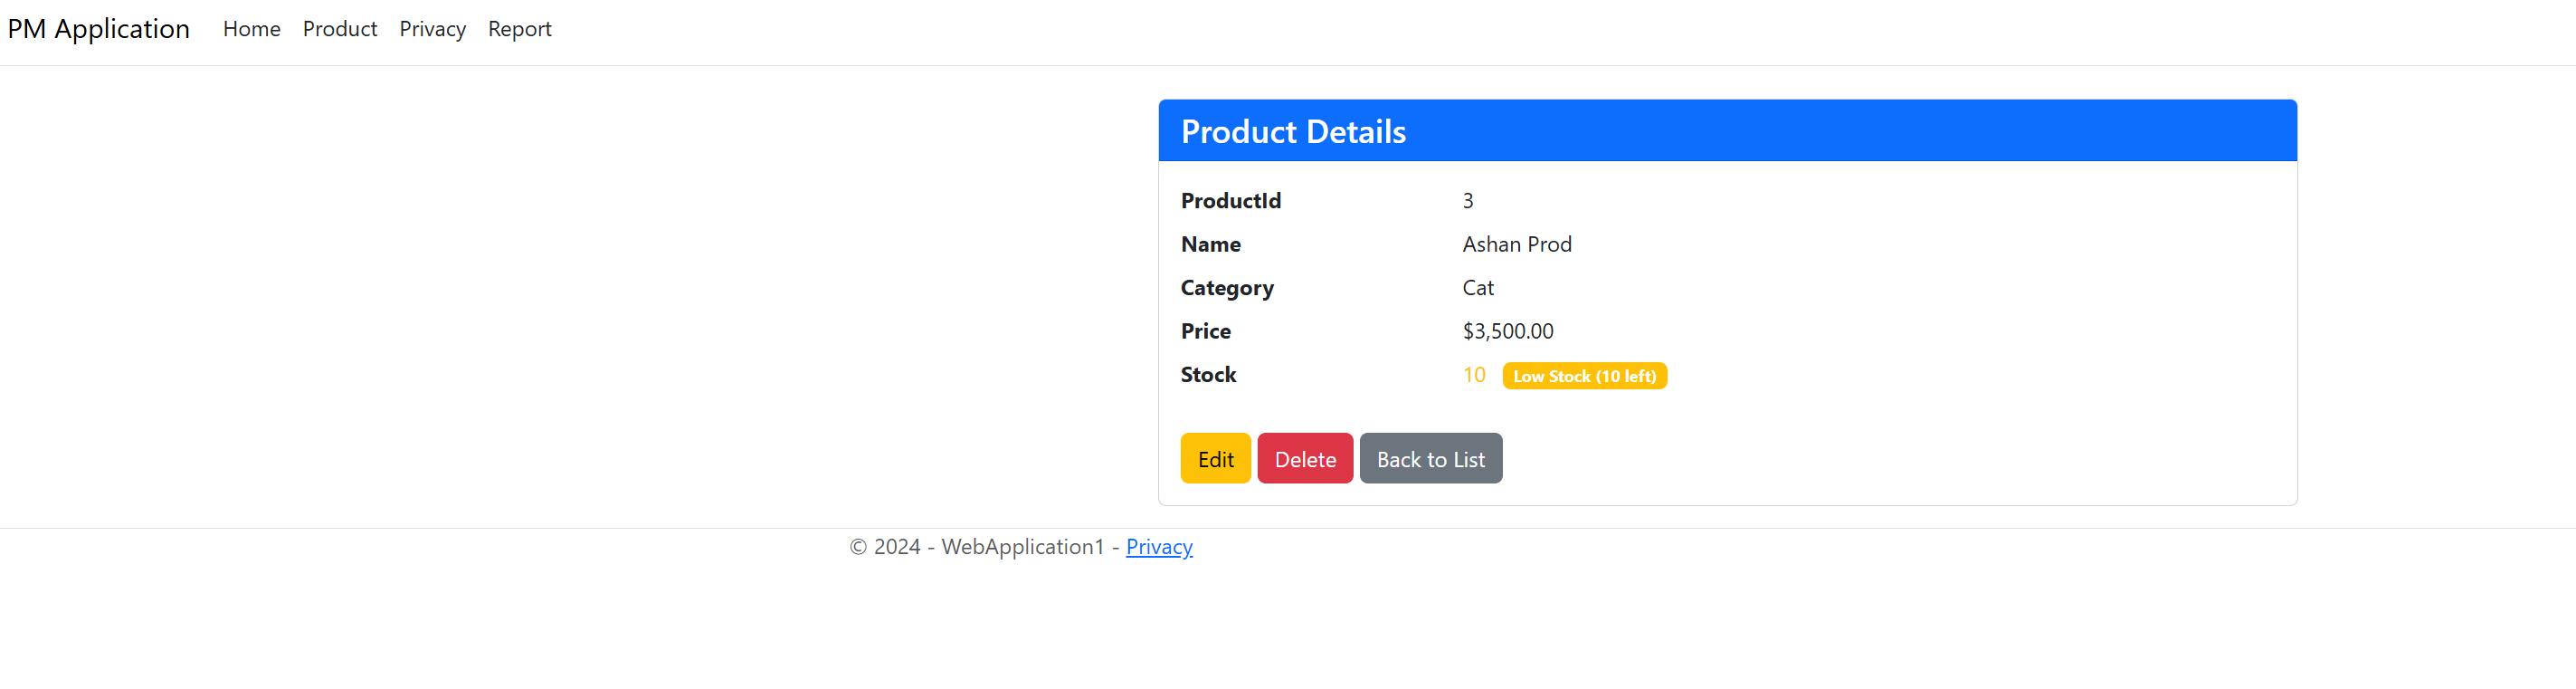 PM Application Home Product Privacy Report
Product Details
ProductId 3
Name Ashan Prod
Category Cat
Price $3,500.00
Stock 10 Low Stock (10 left)
Edit Delete Back to List
© 2024 - WebApplication1 - Privacy